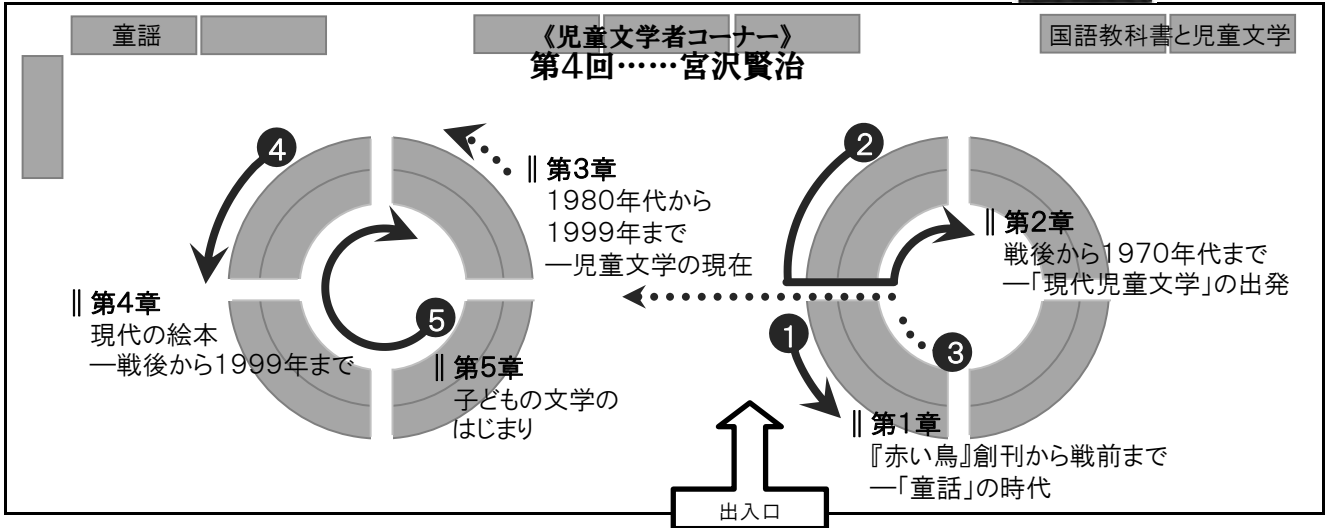 童謡
《児童文学者コーナー》
第4回……宮沢賢治
国語教科書と児童文学
4
2
第3章
1980年代から
1999年まで
―児童文学の現在
第2章
戦後から1970年代まで
―「現代児童文学」の出発
第4章
現代の絵本
―戦後から1999年まで
5
1
3
第5章
子どもの文学の
はじまり
第1章
『赤い鳥』創刊から戦前まで
―「童話」の時代
出入口